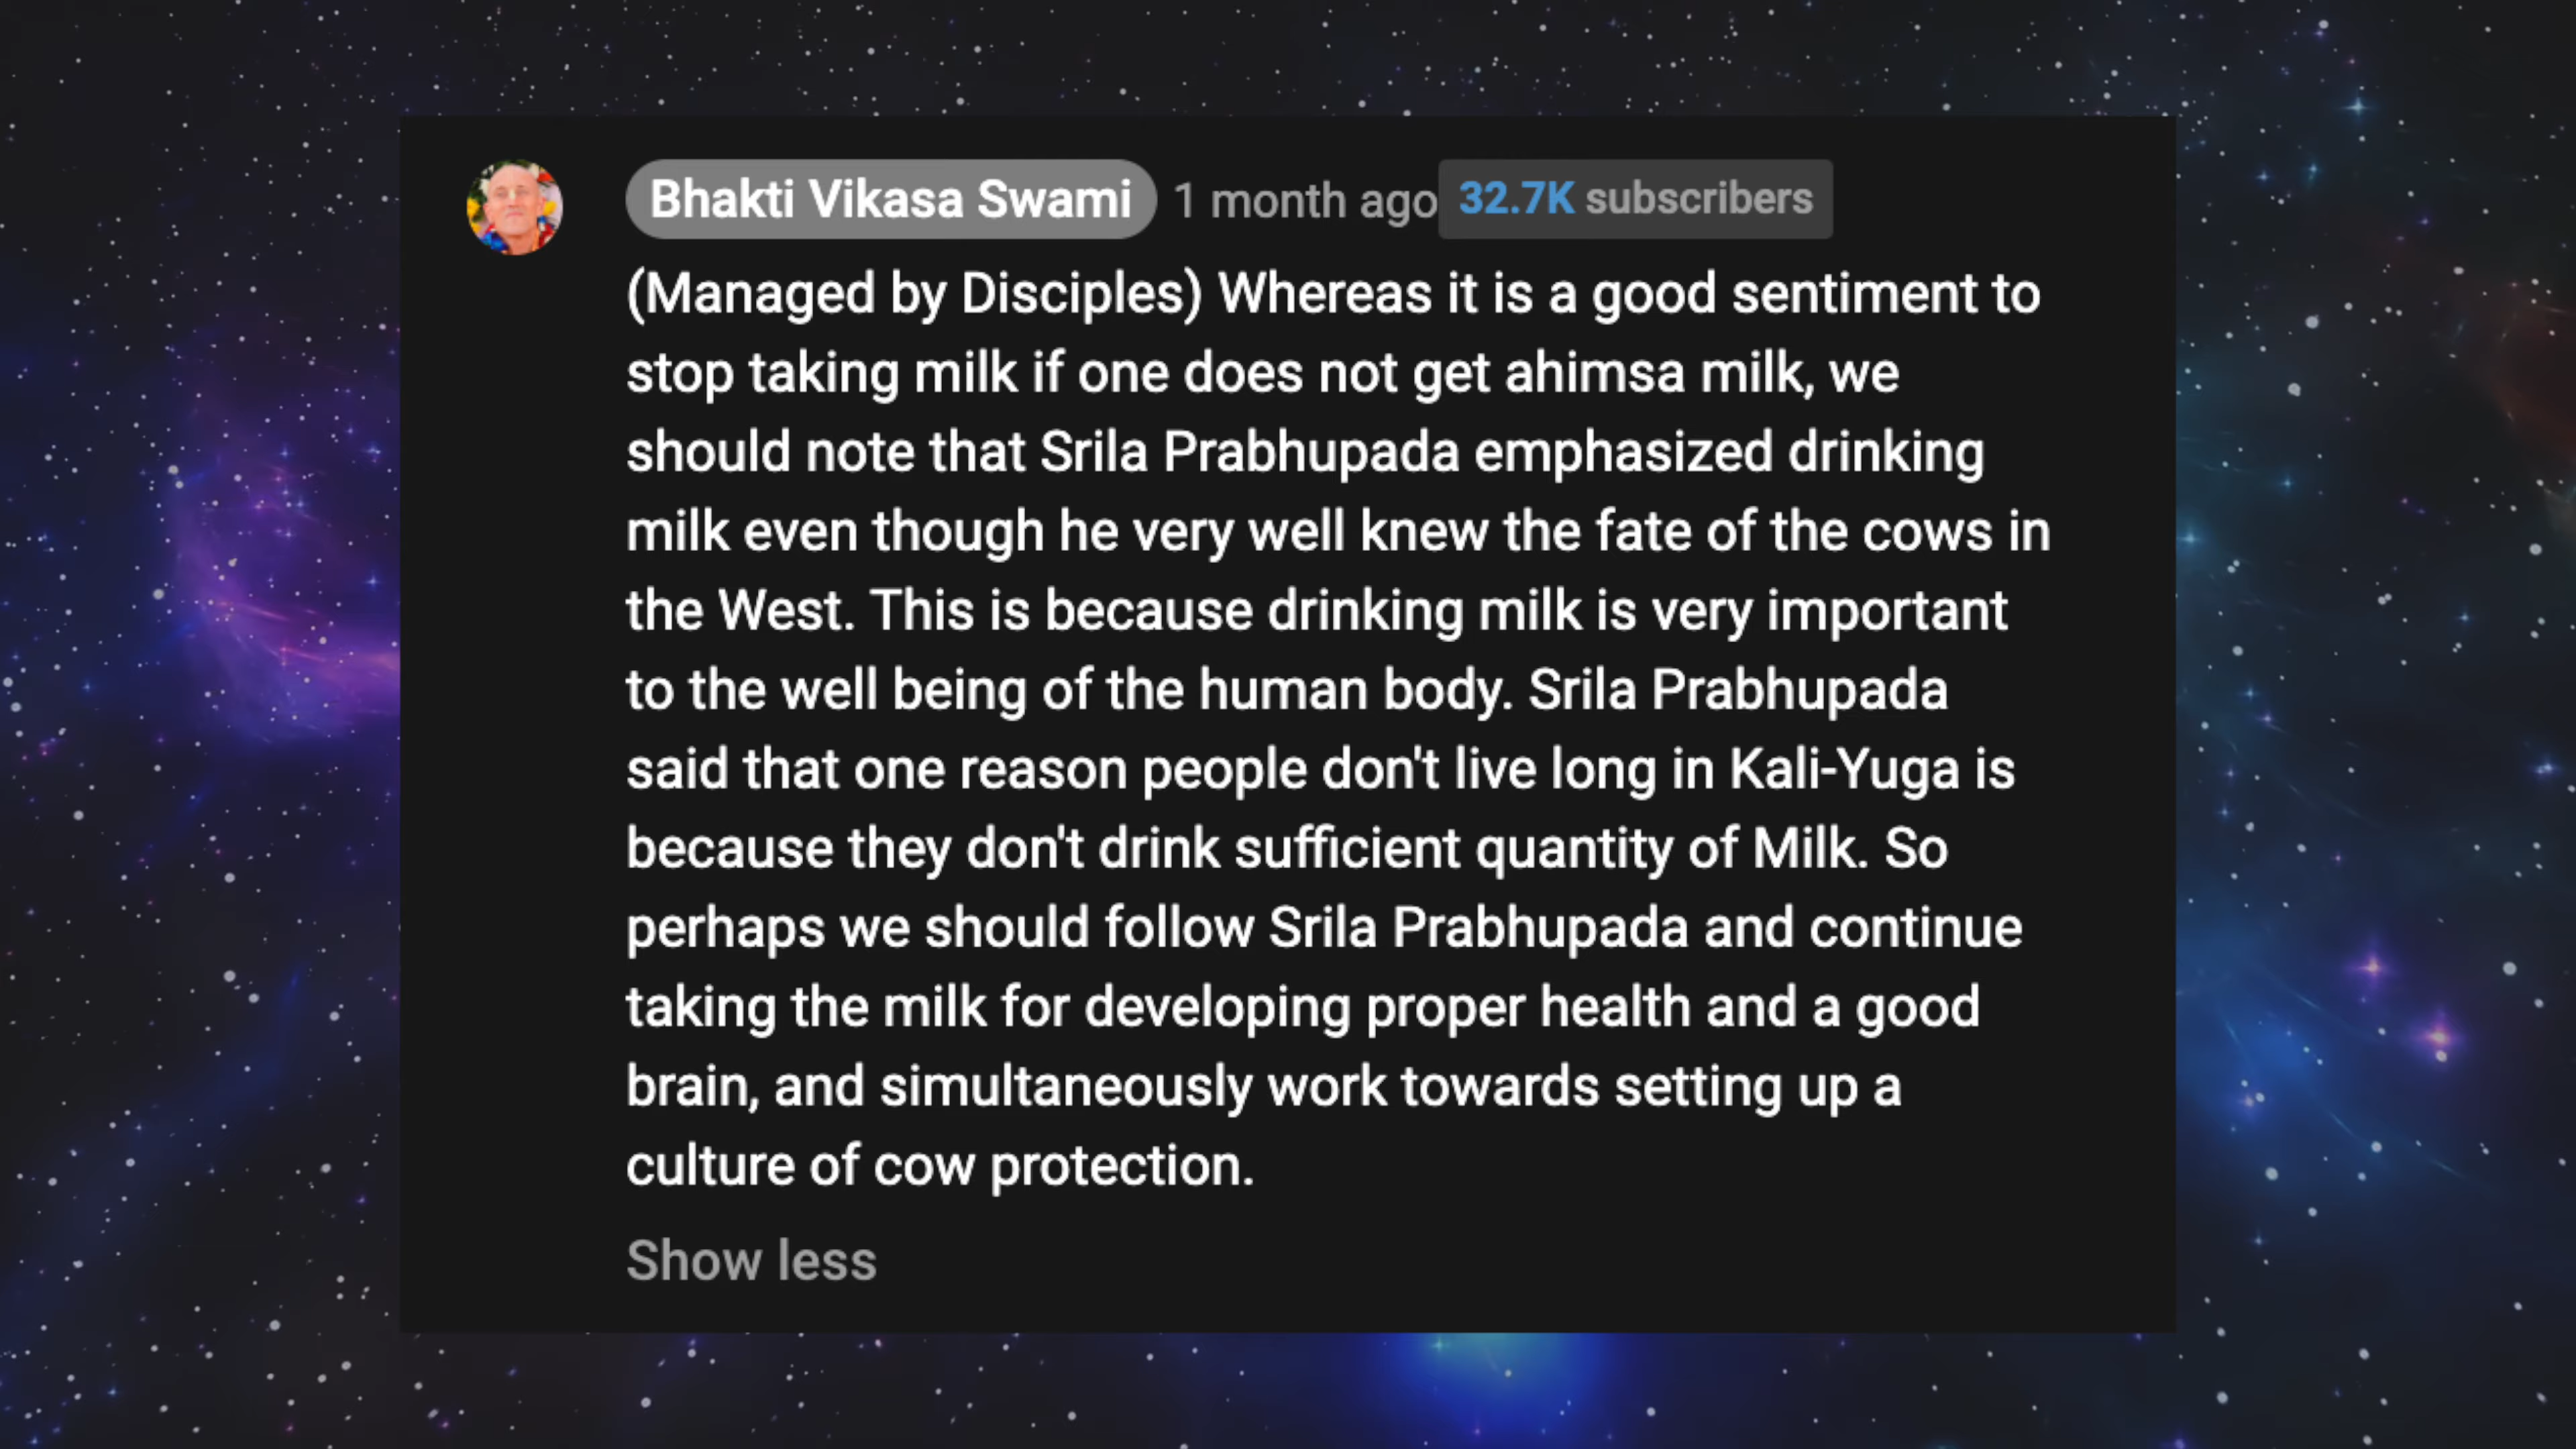 Bhakti Vikasa Swami 1 month ago 32.7K subscribers
(Managed by Disciples) Whereas it is a good sentiment to
stop taking milk if one does not get ahimsa milk, we
should note that Srila Prabhupada emphasized drinking
milk even though he very well knew the fate of the cows in
the West. This is because drinking milk is very important
to the well being of the human body. Srila Prabhupada
said that one reason people don't live long in Kali-Yuga is
because they don't drink sufficient quantity of Milk. So
perhaps we should follow Srila Prabhupada and continue
taking the milk for developing proper health and a good
brain, and simultaneously work towards setting up a
culture of cow protection.
Show less